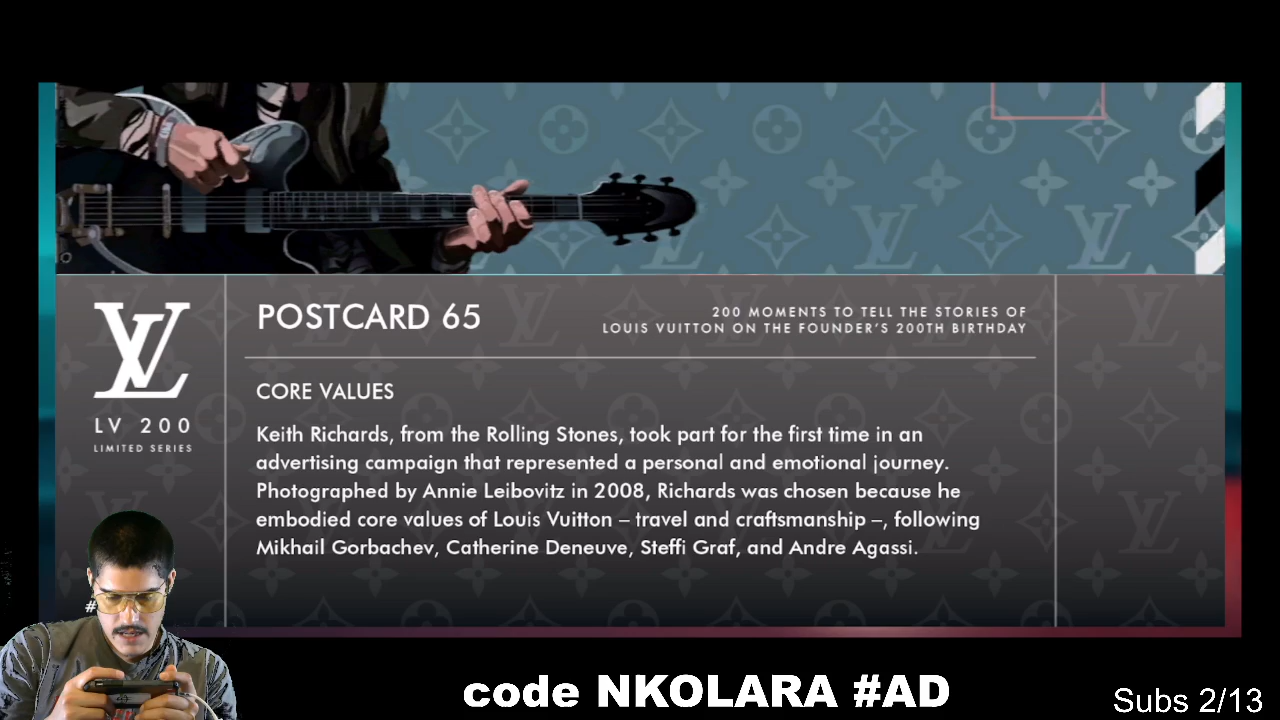 POSTCARD 65
200 MOMENTS TO TELL THE STORIES OF
LOUIS VUITTON ON THE FOUNDER'S 200TH BIRTHDAY
LV
LV 200
LIMITED SERIES
CORE VALUES
Keith Richards, from the Rolling Stones, took part for the first time in an
advertising campaign that represented a personal and emotional journey.
Photographed by Annie Leibovitz in 2008, Richards was chosen because he
embodied core values of Louis Vuitton – travel and craftsmanship –, following
Mikhail Gorbachev, Catherine Deneuve, Steffi Graf, and Andre Agassi.
#
code NKOLARA #AD
Subs 2/13